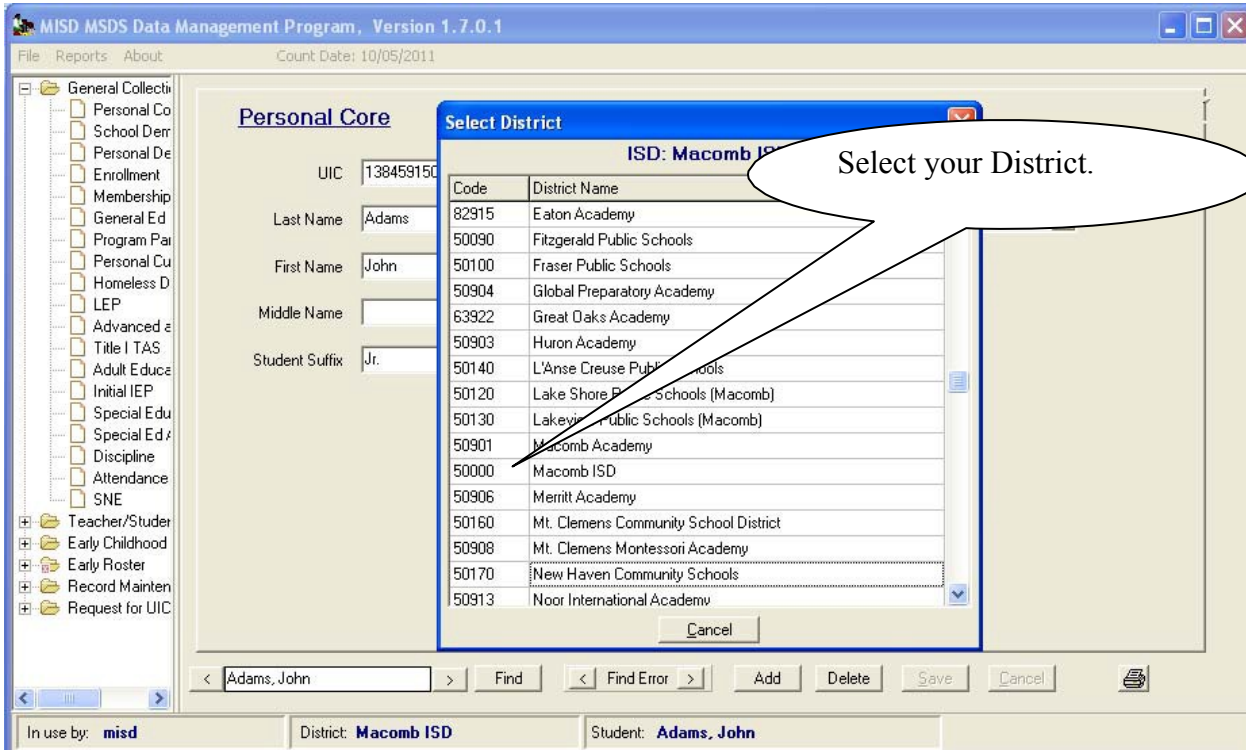 MISD MSDS Data Management Program, Version 1.7.0.1
File Reports About Count Date: 10/05/2011
General Collecti
Personal Co
School Dem
Personal De
Enrollment
Membership
General Ed
Program Par
Personal Cu
Homeless D
LEP
Advanced a
Title I TAS
Adult Educa
Initial IEP
Special Edu
Special Ed A
Discipline
Attendance
SNE
Teacher/Studen
Early Childhood
Early Roster
Record Mainten
Request for UIC
Personal Core
UIC 138459150
Last Name Adams
First Name John
Middle Name
Student Suffix Jr.
Select District
ISD: Macomb
Select your District.
Code District Name
82915 Eaton Academy
50090 Fitzgerald Public Schools
50100 Fraser Public Schools
50904 Global Preparatory Academy
63922 Great Oaks Academy
50903 Huron Academy
50140 L'Anse Creuse Public Schools
50120 Lake Shore Public Schools (Macomb)
50130 Lakeview Public Schools (Macomb)
50901 Macomb Academy
50000 Macomb ISD
50906 Merritt Academy
50160 Mt. Clemens Community School District
50908 Mt. Clemens Montessori Academy
50170 New Haven Community Schools
50913 Noor International Academy
Cancel
< Adams, John > Find < Find Error > Add Delete Save Cancel
In use by: misd District: Macomb ISD Student: Adams, John